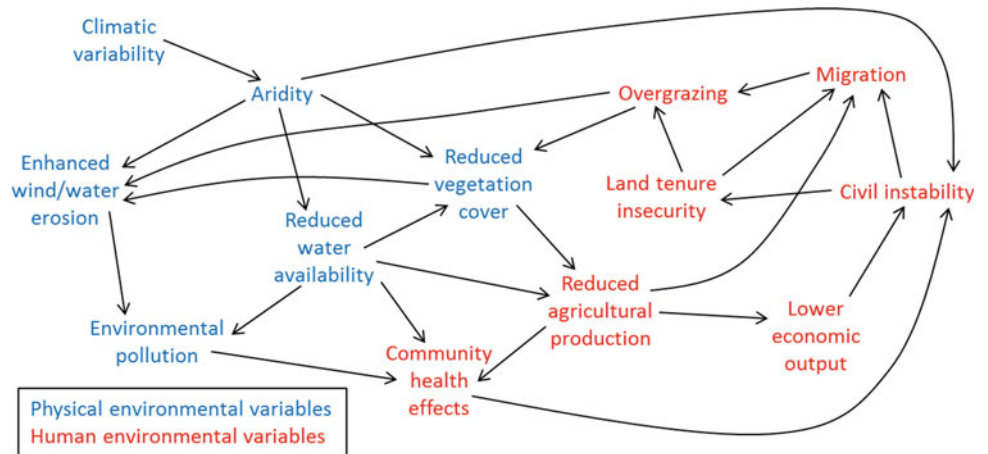 Climatic
variability
Aridity
Overgrazing
Migration
Enhanced
wind/water
erosion
Reduced
vegetation
cover
Land tenure
insecurity
Civil instability
Reduced
water
availability
Reduced
agricultural
production
Lower
economic
output
Environmental
pollution
Community
health
effects
Physical environmental variables
Human environmental variables